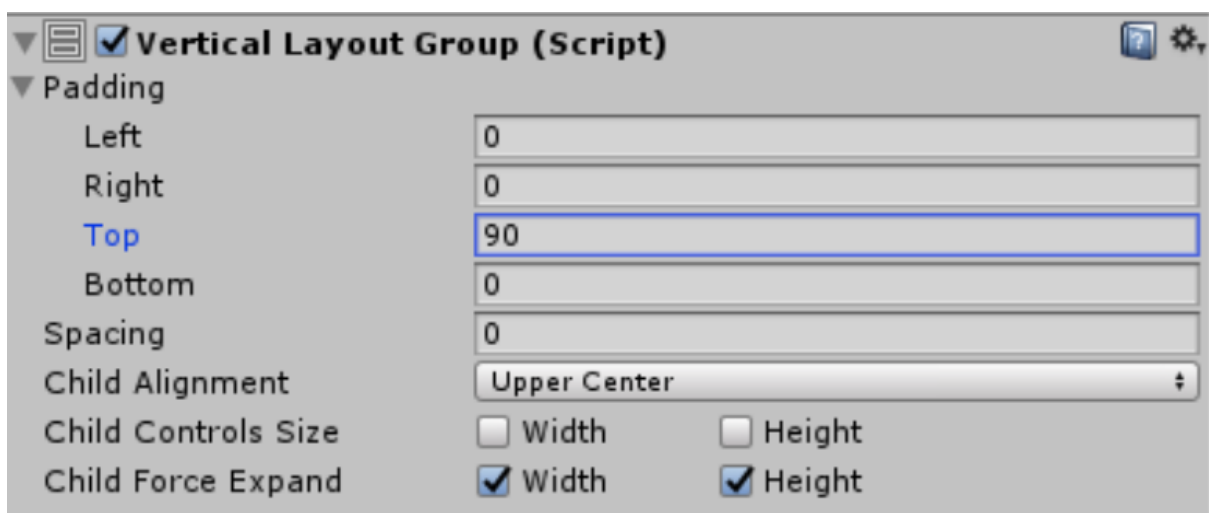 Vertical Layout Group (Script)
Padding
Left 0
Right 0
Top 90
Bottom 0
Spacing 0
Child Alignment Upper Center
Child Controls Size Width Height
Child Force Expand Width Height